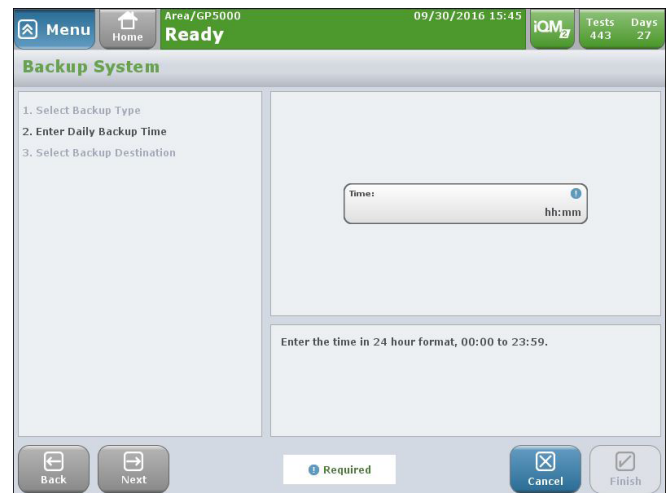 Menu
Home
Area/GP5000
09/30/2016 15:45
Ready
iQM2
Tests Days
443 27
Backup System
1. Select Backup Type
2. Enter Daily Backup Time
3. Select Backup Destination
Time:
hh:mm
Enter the time in 24 hour format, 00:00 to 23:59.
Back
Next
Required
Cancel
Finish